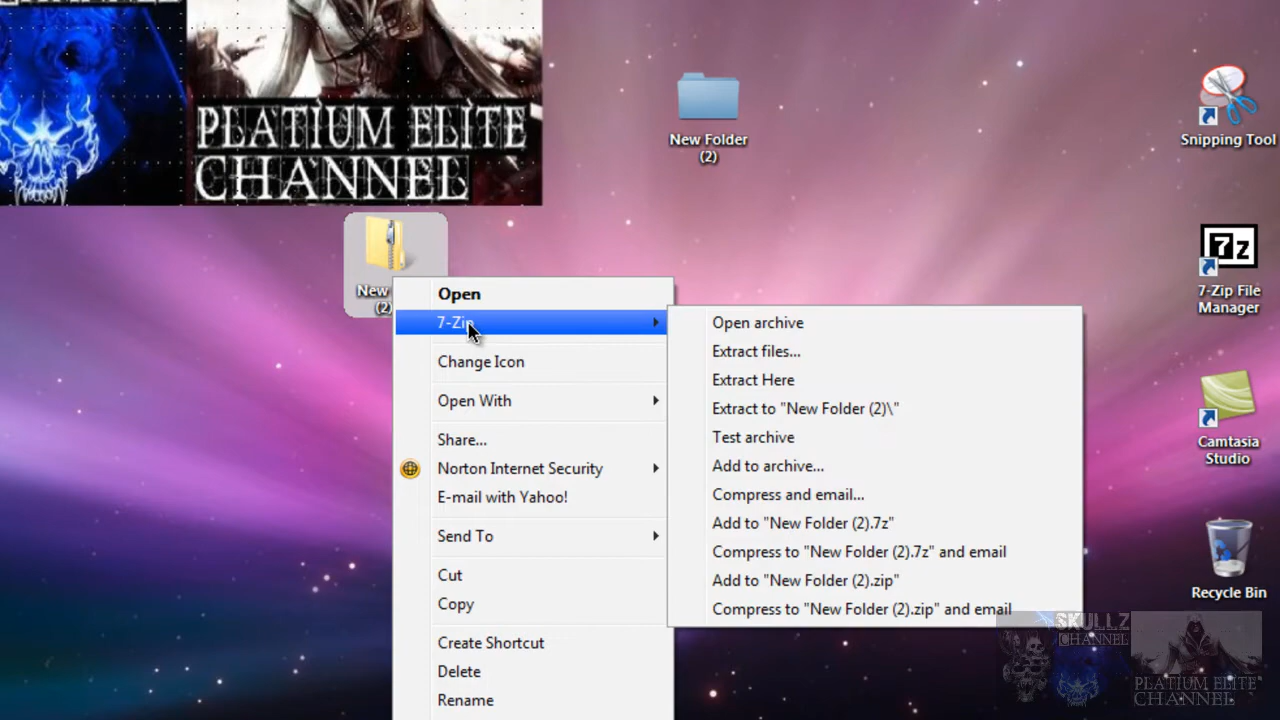 PLATIUM ELITE
CHANNEL
New Folder
(2)
Snipping Tool
7-Zip File
Manager
Camtasia
Studio
Recycle Bin
New
(2)
Open
7-Zip
Change Icon
Open With
Share...
Norton Internet Security
E-mail with Yahoo!
Send To
Cut
Copy
Create Shortcut
Delete
Rename
Open archive
Extract files...
Extract Here
Extract to "New Folder (2)\"
Test archive
Add to archive...
Compress and email...
Add to "New Folder (2).7z"
Compress to "New Folder (2).7z" and email
Add to "New Folder (2).zip"
Compress to "New Folder (2).zip" and email
SKULLZ
CHANNEL
PLATIUM ELITE
CHANNEL